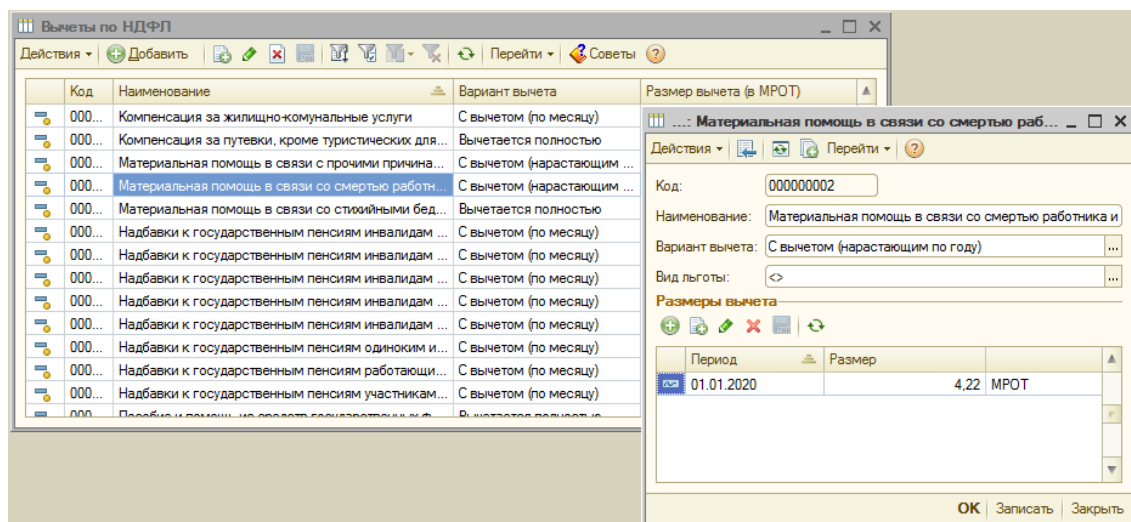 Вычеты по НДФЛ
Действия Добавить Перейти Советы
Код Наименование Вариант вычета Размер вычета (в МРОТ)
000... Компенсация за жилищно-комунальные услуги С вычетом (по месяцу)
000... Компенсация за путевки, кроме туристических для... Вычетается полностью
000... Материальная помощь в связи с прочими причина... С вычетом (нарастающим ...
000... Материальная помощь в связи со смертью работн... С вычетом (нарастающим ...
000... Материальная помощь в связи со стихийными бед... Вычетается полностью
000... Надбавки к государственным пенсиям инвалидам ... С вычетом (по месяцу)
000... Надбавки к государственным пенсиям инвалидам ... С вычетом (по месяцу)
000... Надбавки к государственным пенсиям инвалидам ... С вычетом (по месяцу)
000... Надбавки к государственным пенсиям инвалидам ... С вычетом (по месяцу)
000... Надбавки к государственным пенсиям инвалидам ... С вычетом (по месяцу)
000... Надбавки к государственным пенсиям одиноким и... С вычетом (по месяцу)
000... Надбавки к государственным пенсиям работающи... С вычетом (по месяцу)
000... Надбавки к государственным пенсиям участникам... С вычетом (по месяцу)
000... Пособие и помощь из средств государственных ф... Вычетается полностью
...: Материальная помощь в связи со смертью раб...
Действия Перейти
Код: 000000002
Наименование: Материальная помощь в связи со смертью работника и
Вариант вычета: С вычетом (нарастающим по году) ...
Вид льготы: <> ...
Размеры вычета
Период Размер
01.01.2020 4,22 МРОТ
OK Записать Закрыть